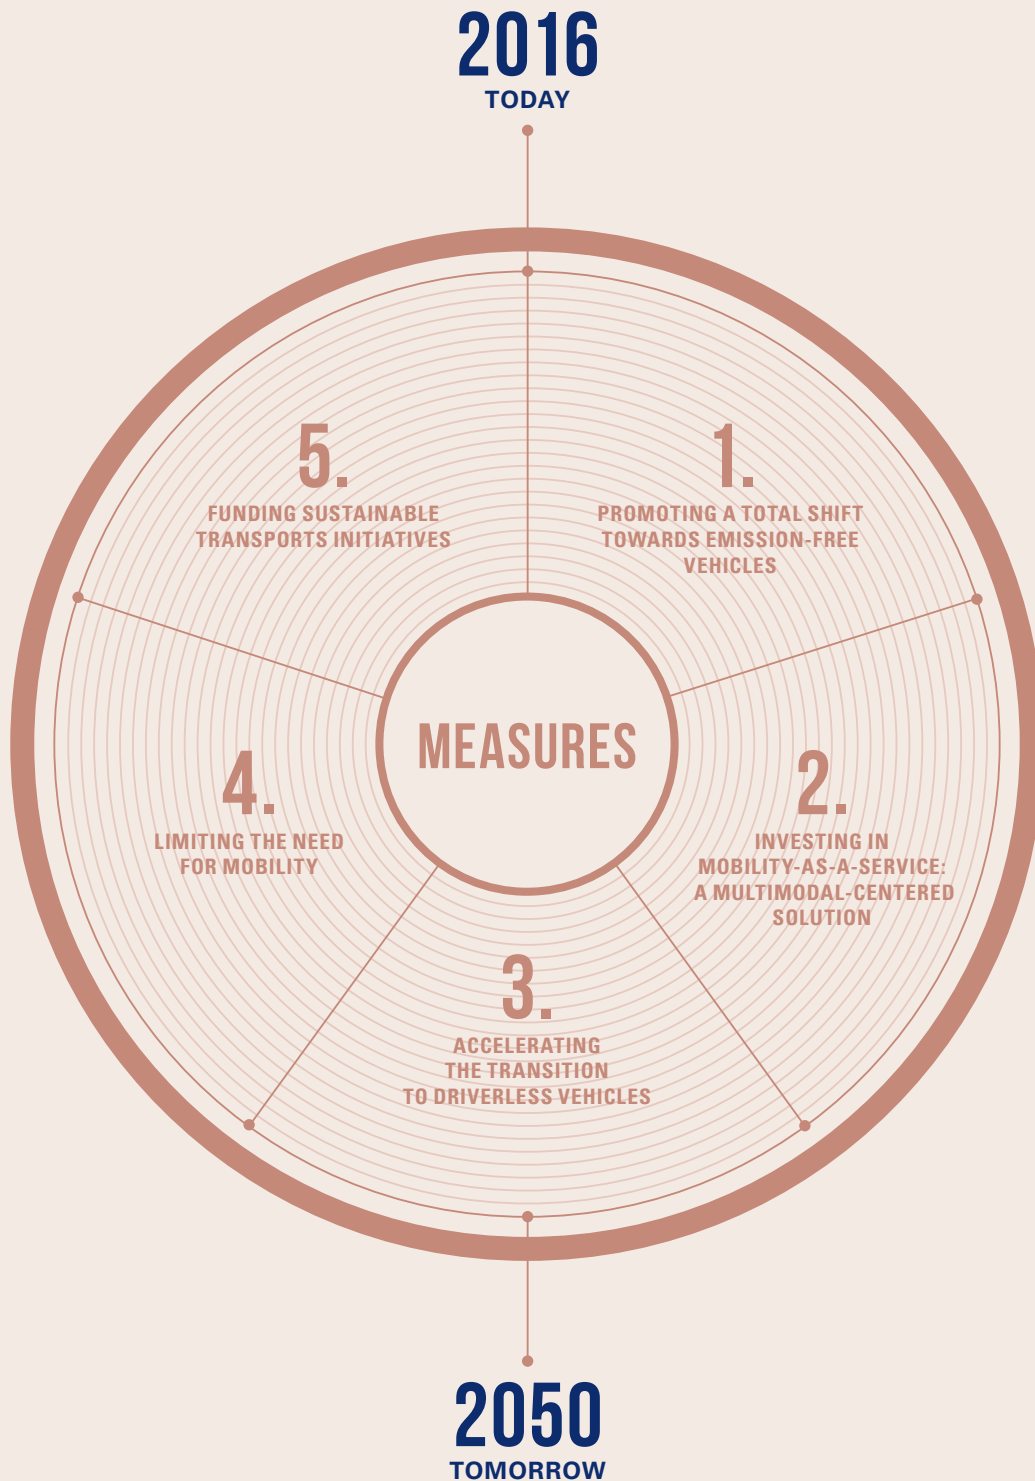 2016
TODAY
1.
PROMOTING A TOTAL SHIFT
TOWARDS EMISSION-FREE
VEHICLES
2.
INVESTING IN
MOBILITY-AS-A-SERVICE:
A MULTIMODAL-CENTERED
SOLUTION
3.
ACCELERATING
THE TRANSITION
TO DRIVERLESS VEHICLES
4.
LIMITING THE NEED
FOR MOBILITY
5.
FUNDING SUSTAINABLE
TRANSPORTS INITIATIVES
MEASURES
2050
TOMORROW